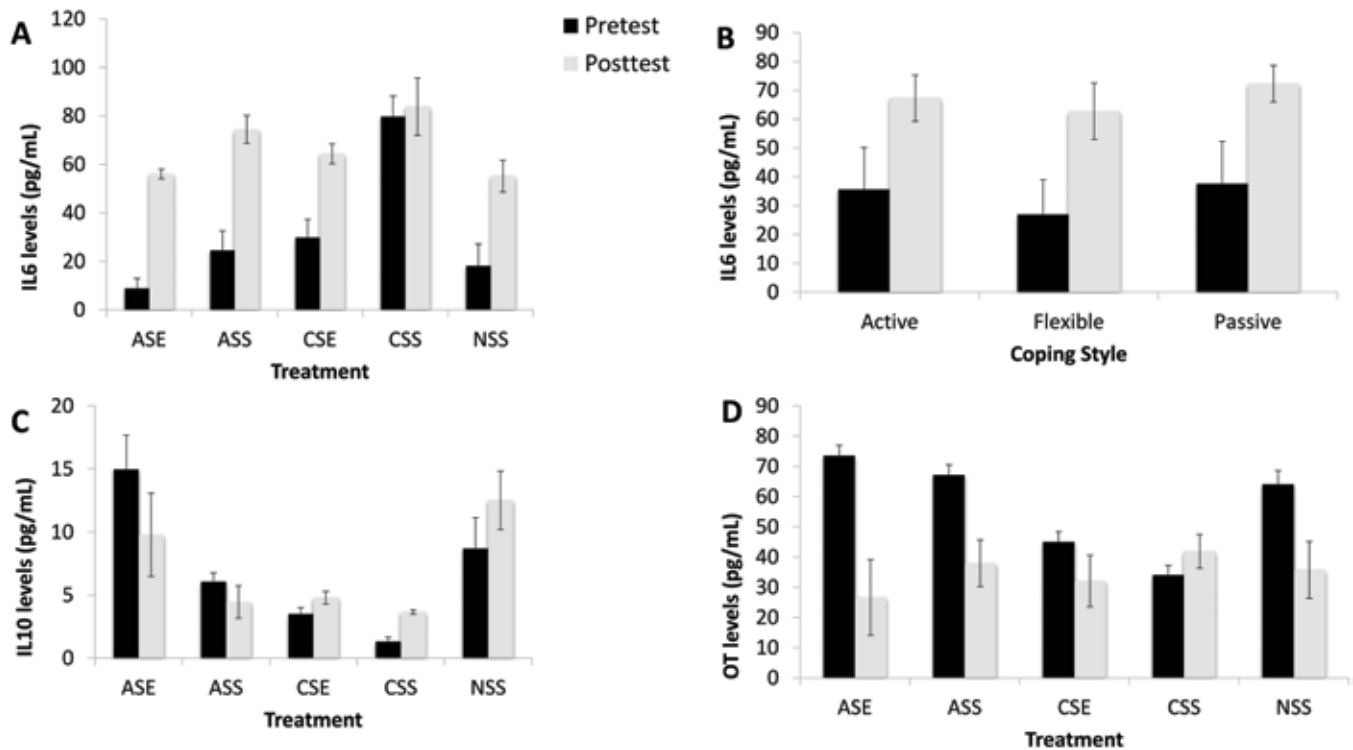 A
IL6 levels (pg/mL)
120
100
80
60
40
20
0
ASE ASS CSE CSS NSS
Treatment
Pretest
Posttest
B
IL6 levels (pg/mL)
90
80
70
60
50
40
30
20
10
0
Active Flexible Passive
Coping Style
C
IL10 levels (pg/mL)
20
15
10
5
0
ASE ASS CSE CSS NSS
Treatment
D
OT levels (pg/mL)
90
80
70
60
50
40
30
20
10
0
ASE ASS CSE CSS NSS
Treatment